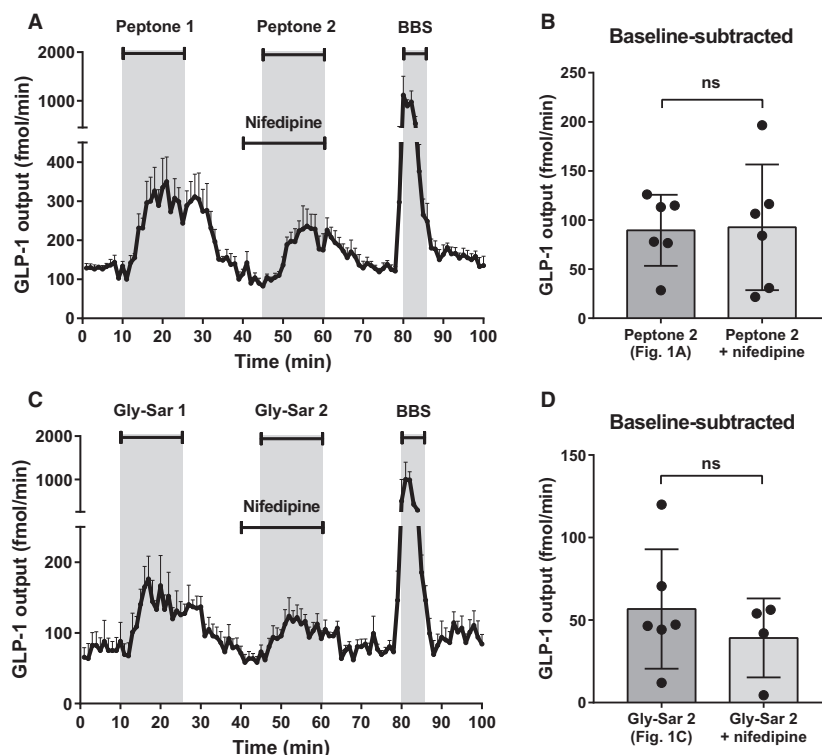 A
Peptone 1
Peptone 2
BBS
Nifedipine
2000
1000
400
300
200
100
0
GLP-1 output (fmol/min)
0 10 20 30 40 50 60 70 80 90 100
Time (min)
B
Baseline-subtracted
ns
250
200
150
100
50
0
GLP-1 output (fmol/min)
Peptone 2
(Fig. 1A)
Peptone 2
+ nifedipine
C
Gly-Sar 1
Gly-Sar 2
BBS
Nifedipine
2000
1000
200
100
0
GLP-1 output (fmol/min)
0 10 20 30 40 50 60 70 80 90 100
Time (min)
D
Baseline-subtracted
ns
150
100
50
0
GLP-1 output (fmol/min)
Gly-Sar 2
(Fig. 1C)
Gly-Sar 2
+ nifedipine